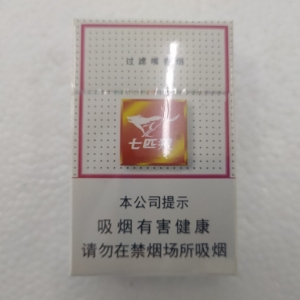 过滤嘴香烟
七匹狼
本公司提示
吸烟有害健康
请勿在禁烟场所吸烟